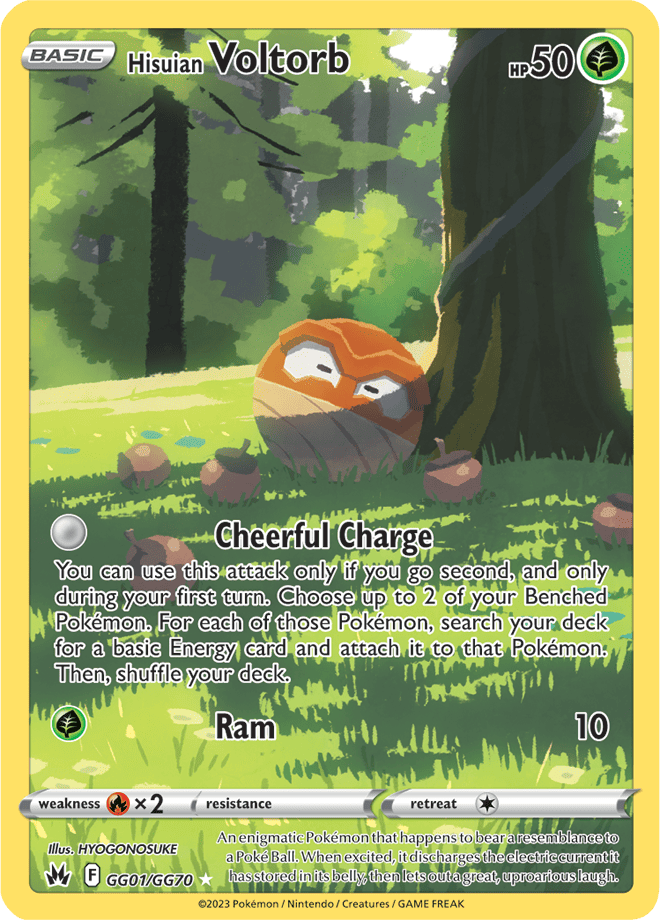 BASIC Hisuian Voltorb HP 50
Cheerful Charge
You can use this attack only if you go second, and only
during your first turn. Choose up to 2 of your Benched
Pokémon. For each of those Pokémon, search your deck
for a basic Energy card and attach it to that Pokémon.
Then, shuffle your deck.
Ram 10
weakness ×2 resistance retreat
Illus. HYOGONOSUKE
F GG01/GG70
An enigmatic Pokémon that happens to bear a resemblance to
a Poké Ball. When excited, it discharges the electric current it
has stored in its belly, then lets out a great, uproarious laugh.
©2023 Pokémon / Nintendo / Creatures / GAME FREAK